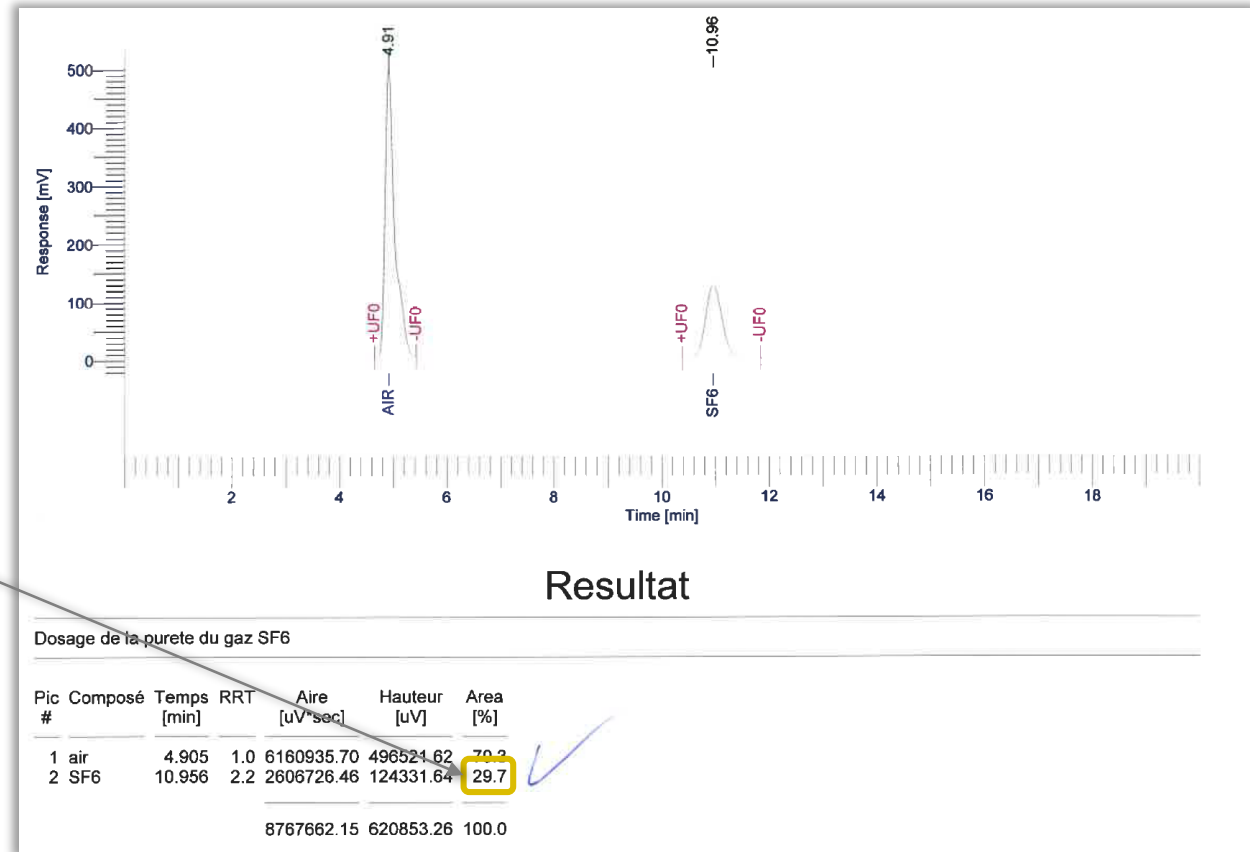 4.91
-10.96
500
400
300
200
100
0
Response [mV]
+UF0
-UF0
+UF0
-UF0
AIR
SF6
2 4 6 8 10 12 14 16 18
Time [min]
Resultat
Dosage de la purete du gaz SF6
Pic Composé Temps RRT Aire Hauteur Area
# [min] [uV*sec] [uV] [%]
1 air 4.905 1.0 6160935.70 496521.62 70.3
2 SF6 10.956 2.2 2606726.46 124331.64 29.7
8767662.15 620853.26 100.0